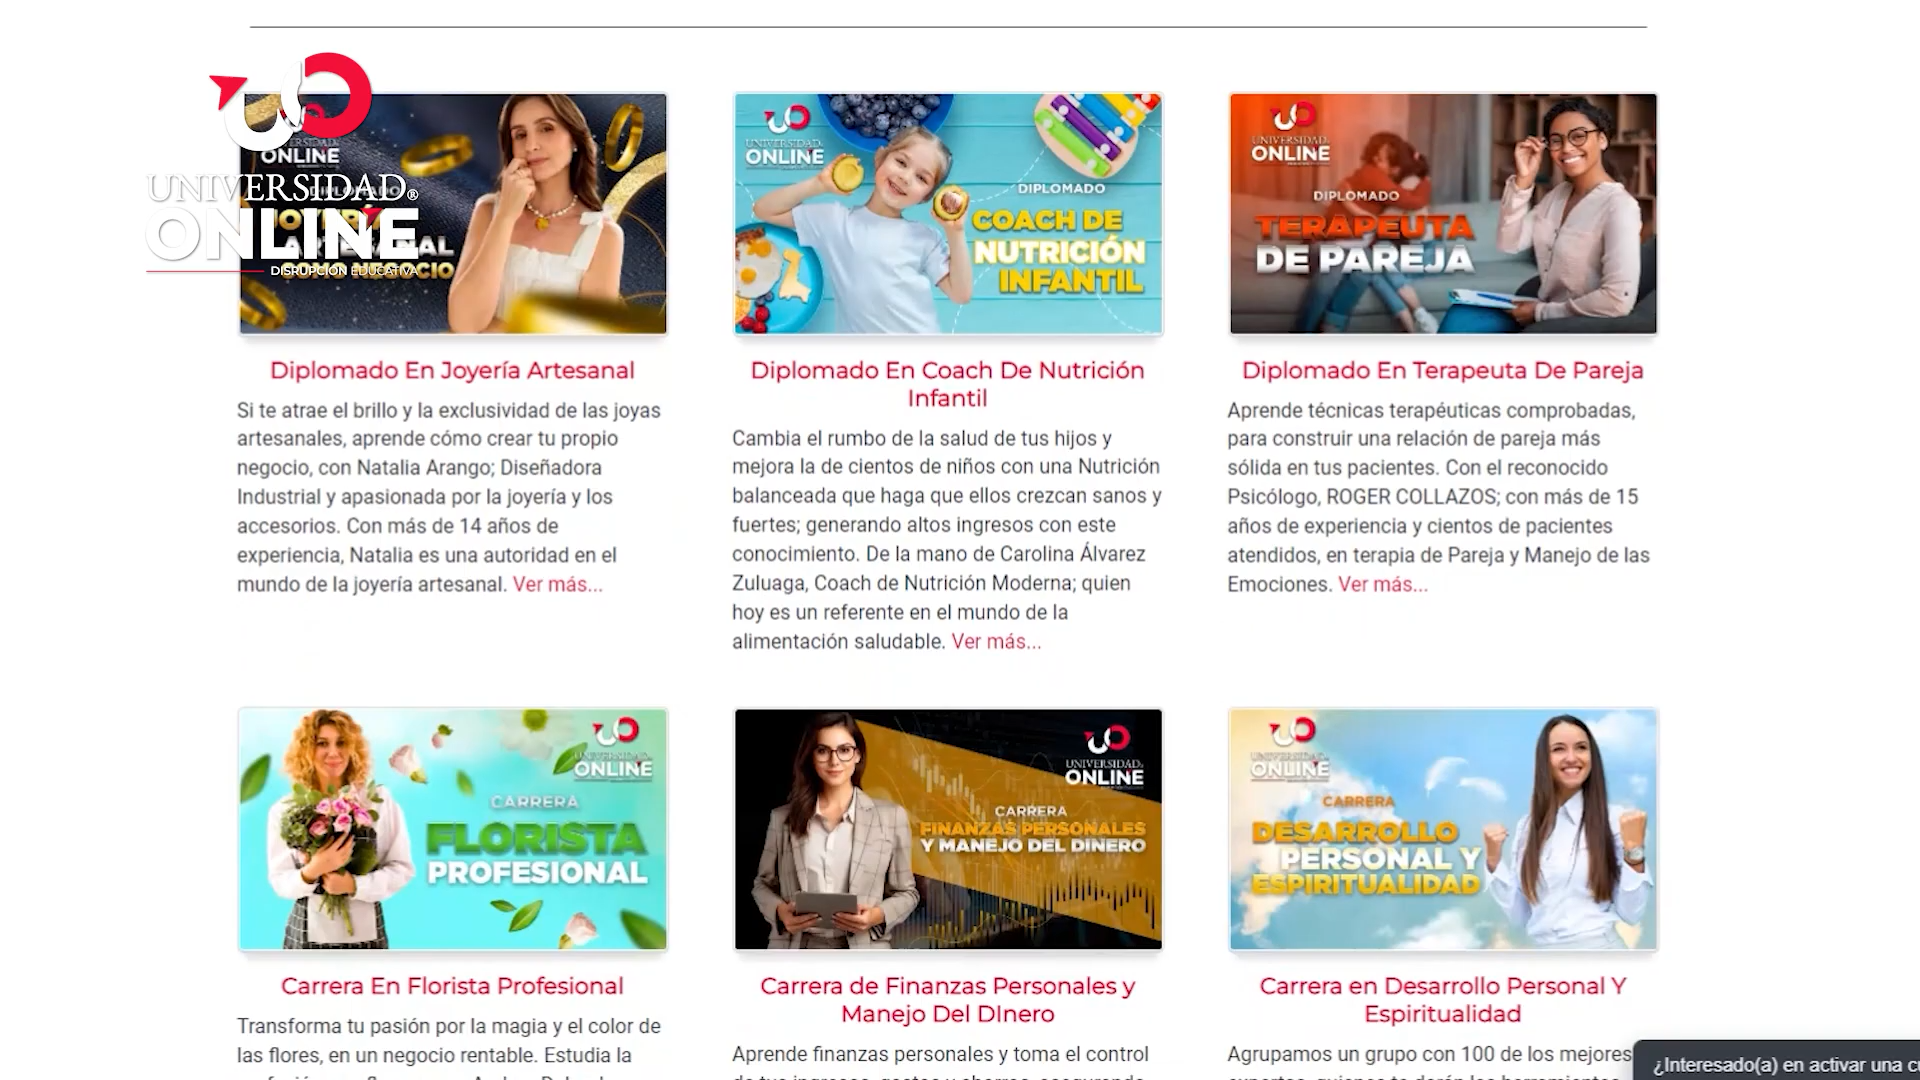 UNIVERSIDAD®
ONLINE
DISRUPCIÓN EDUCATIVA
ONLINE
DIPLOMADO
ARTESANAL
COMO NEGOCIO
UNIVERSIDAD
ONLINE
DIPLOMADO
COACH DE
NUTRICIÓN
INFANTIL
UNIVERSIDAD
ONLINE
DIPLOMADO
TERAPEUTA
DE PAREJA
Diplomado En Joyería Artesanal
Si te atrae el brillo y la exclusividad de las joyas
artesanales, aprende cómo crear tu propio
negocio, con Natalia Arango; Diseñadora
Industrial y apasionada por la joyería y los
accesorios. Con más de 14 años de
experiencia, Natalia es una autoridad en el
mundo de la joyería artesanal. Ver más...
Diplomado En Coach De Nutrición
Infantil
Cambia el rumbo de la salud de tus hijos y
mejora la de cientos de niños con una Nutrición
balanceada que haga que ellos crezcan sanos y
fuertes; generando altos ingresos con este
conocimiento. De la mano de Carolina Álvarez
Zuluaga, Coach de Nutrición Moderna; quien
hoy es un referente en el mundo de la
alimentación saludable. Ver más...
Diplomado En Terapeuta De Pareja
Aprende técnicas terapéuticas comprobadas,
para construir una relación de pareja más
sólida en tus pacientes. Con el reconocido
Psicólogo, ROGER COLLAZOS; con más de 15
años de experiencia y cientos de pacientes
atendidos, en terapia de Pareja y Manejo de las
Emociones. Ver más...
UNIVERSIDAD
ONLINE
CARRERA
FLORISTA
PROFESIONAL
UNIVERSIDAD
ONLINE
CARRERA
FINANZAS PERSONALES
Y MANEJO DEL DINERO
UNIVERSIDAD
ONLINE
CARRERA
DESARROLLO
PERSONAL Y
ESPIRITUALIDAD
Carrera En Florista Profesional
Transforma tu pasión por la magia y el color de
las flores, en un negocio rentable. Estudia la
Carrera de Finanzas Personales y
Manejo Del DInero
Aprende finanzas personales y toma el control
Carrera en Desarrollo Personal Y
Espiritualidad
Agrupamos un grupo con 100 de los mejores
¿Interesado(a) en activar una